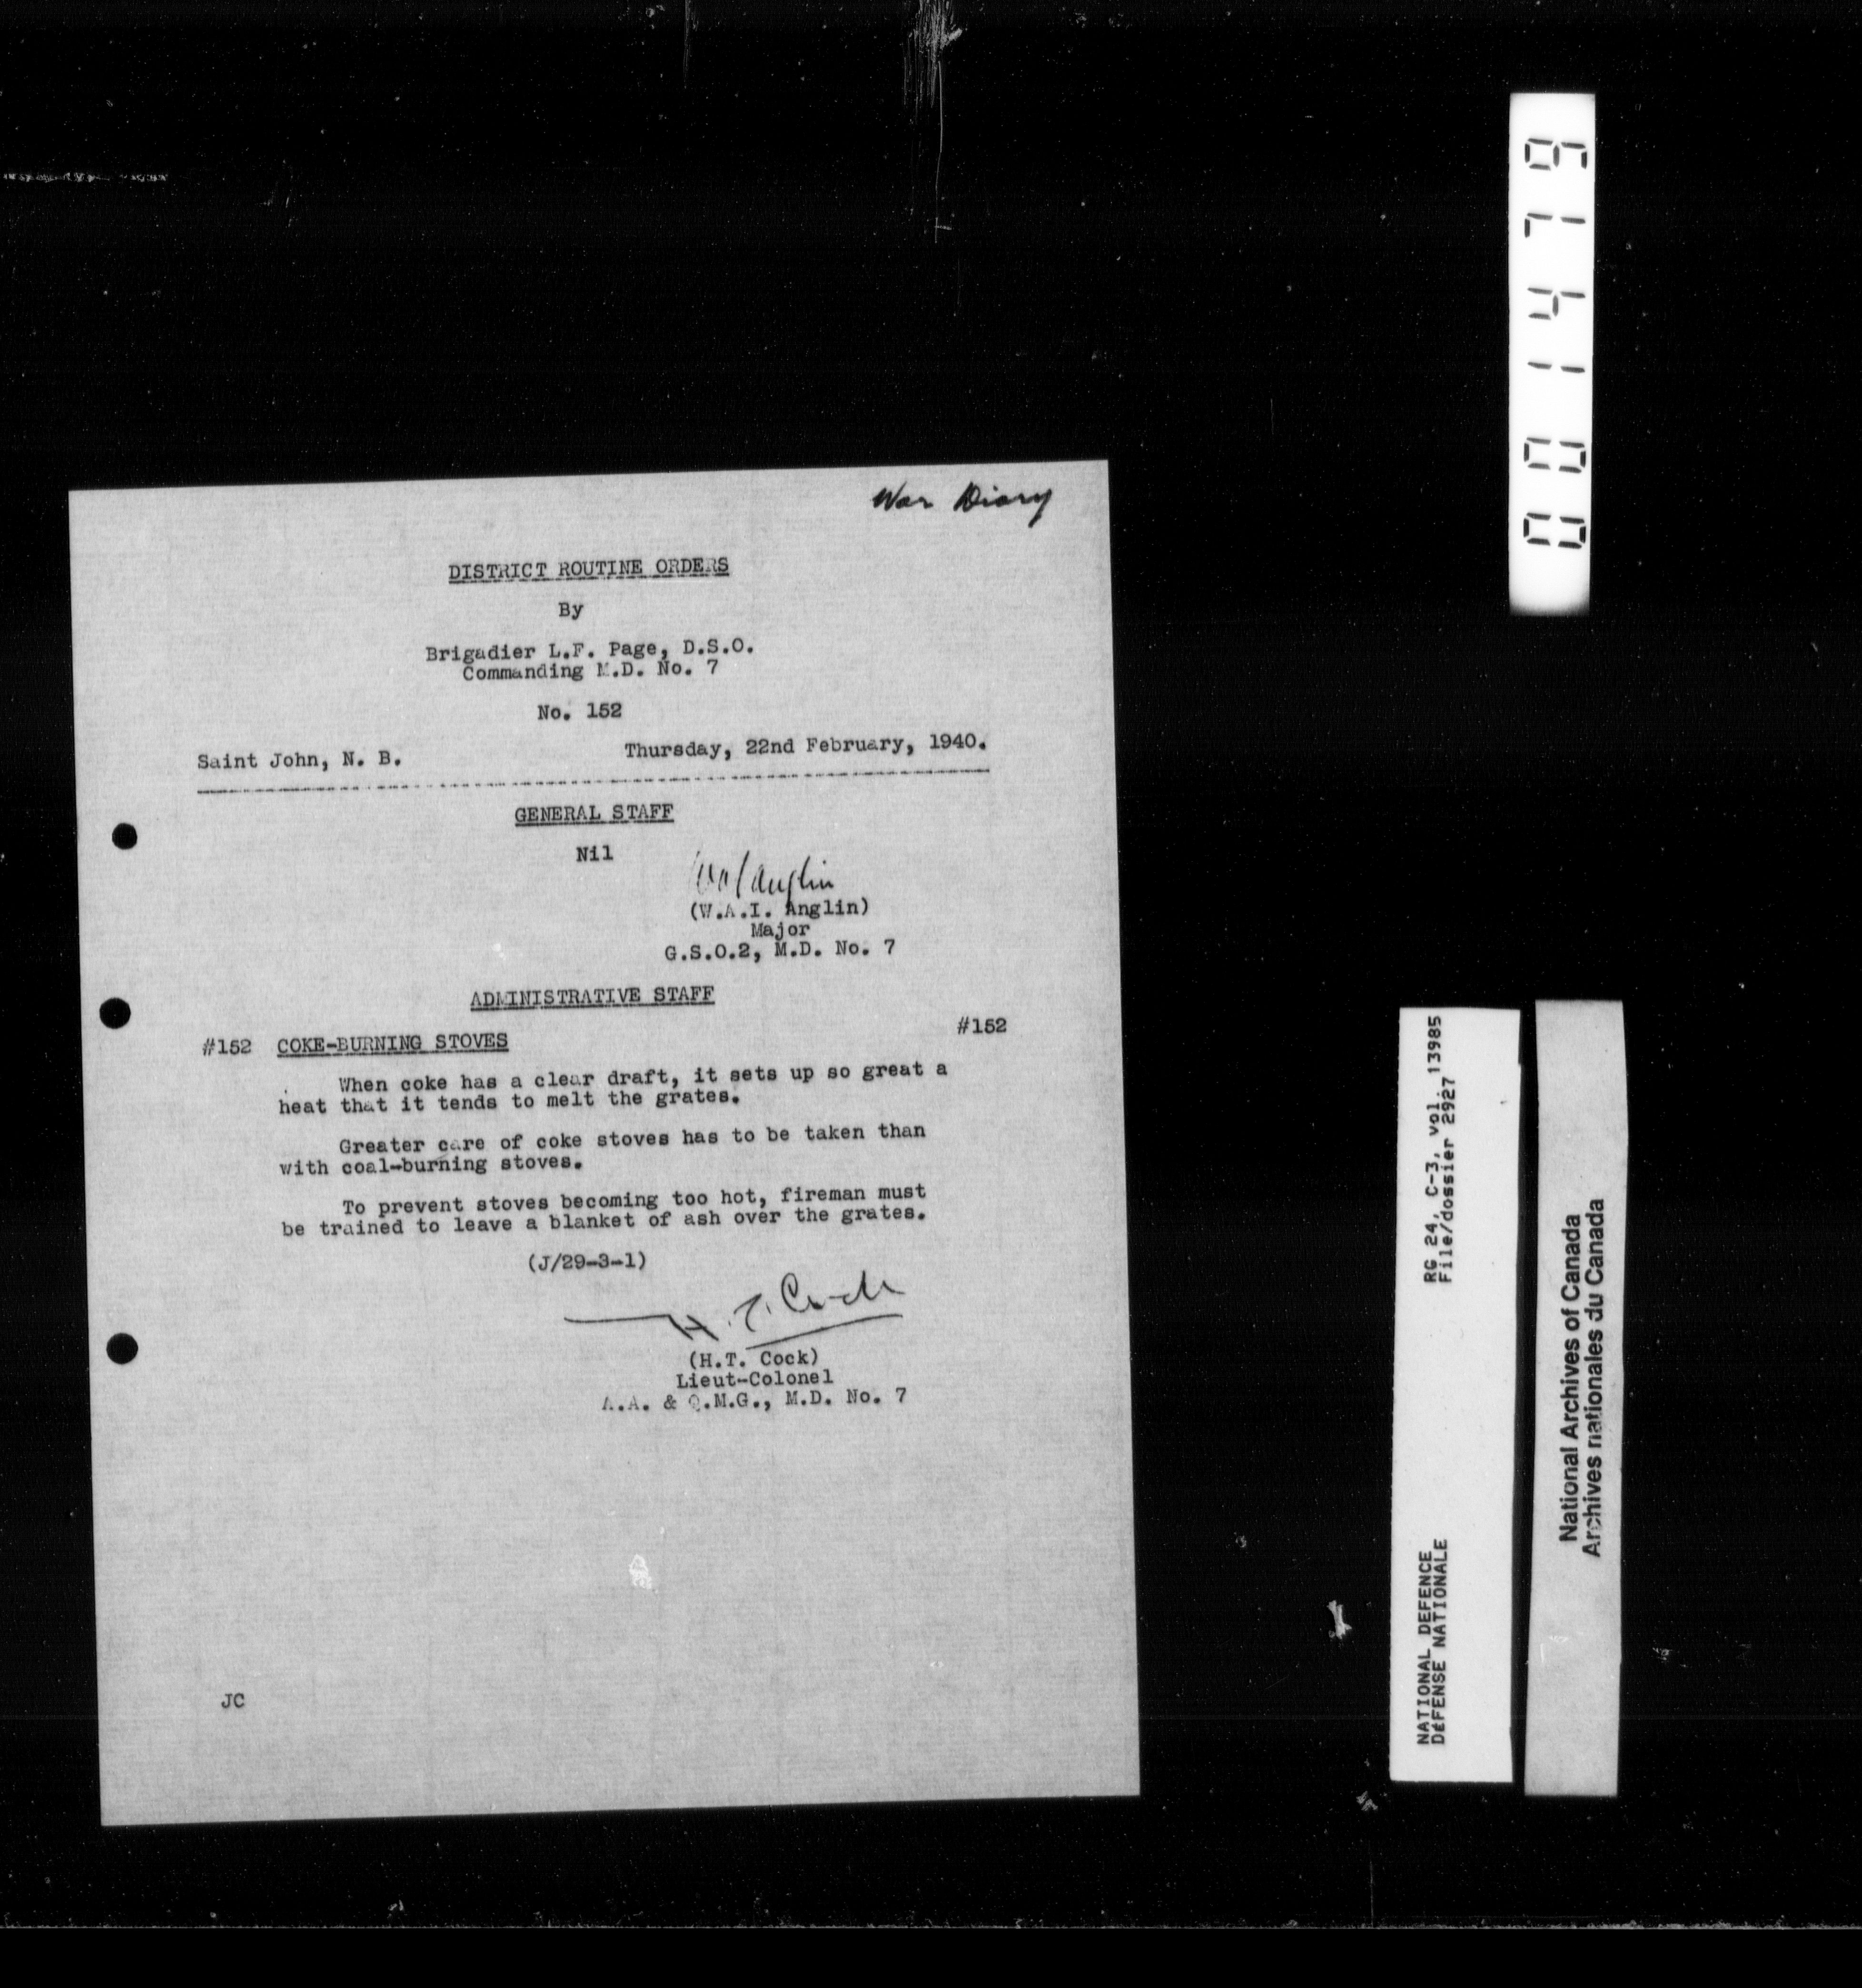 War Diary
DISTRICT ROUTINE ORDERS
By
Brigadier L.F. Page, D.S.O.
Commanding M.D. No. 7
No. 152
Saint John, N. B. Thursday, 22nd February, 1940.
GENERAL STAFF
Nil
WAI Anglin
(W.A.I. Anglin)
Major
G.S.O.2, M.D. No. 7
ADMINISTRATIVE STAFF
#152 COKE-BURNING STOVES #152
When coke has a clear draft, it sets up so great a
heat that it tends to melt the grates.
Greater care of coke stoves has to be taken than
with coal-burning stoves.
To prevent stoves becoming too hot, fireman must
be trained to leave a blanket of ash over the grates.
(J/29-3-1)
H.T. Cock
(H.T. Cock)
Lieut-Colonel
A.A. & Q.M.G., M.D. No. 7
JC
001479
NATIONAL DEFENCE RG 24, C-3, vol. 13985
DÉFENSE NATIONALE File/dossier 2927
National Archives of Canada
Archives nationales du Canada